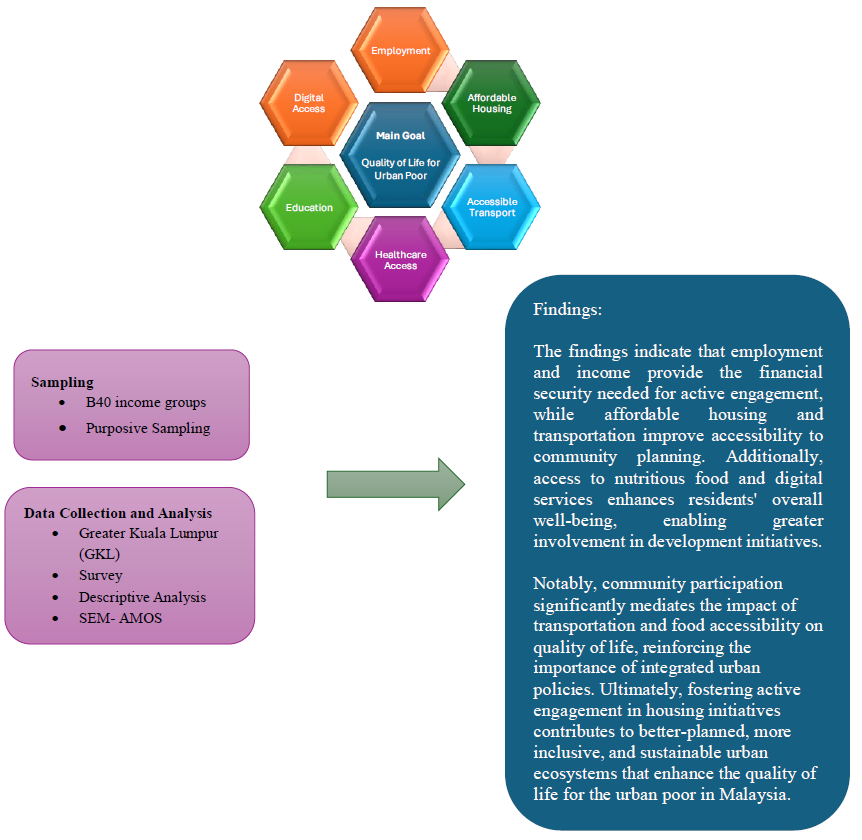 Employment
Digital
Access
Affordable
Housing
Main Goal
Quality of Life for
Urban Poor
Education
Accessible
Transport
Healthcare
Access
Sampling
• B40 income groups
• Purposive Sampling
Data Collection and Analysis
• Greater Kuala Lumpur
(GKL)
• Survey
• Descriptive Analysis
• SEM- AMOS
Findings:
The findings indicate that employment
and income provide the financial
security needed for active engagement,
while affordable housing and
transportation improve accessibility to
community planning. Additionally,
access to nutritious food and digital
services enhances residents' overall
well-being, enabling greater
involvement in development initiatives.
Notably, community participation
significantly mediates the impact of
transportation and food accessibility on
quality of life, reinforcing the
importance of integrated urban
policies. Ultimately, fostering active
engagement in housing initiatives
contributes to better-planned, more
inclusive, and sustainable urban
ecosystems that enhance the quality of
life for the urban poor in Malaysia.